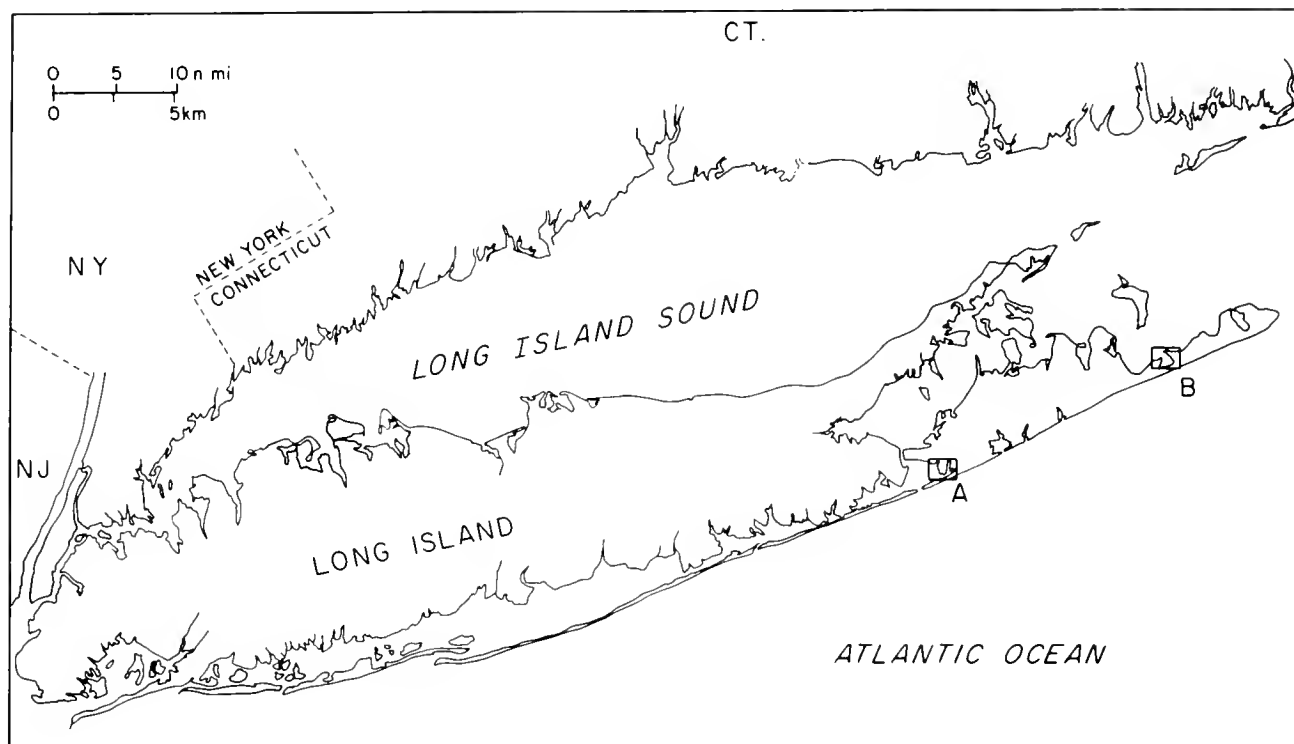 CT.
0 5 10 n mi
0 5km
NEW YORK
CONNECTICUT
NY
LONG ISLAND SOUND
B
NJ
A
LONG ISLAND
ATLANTIC OCEAN